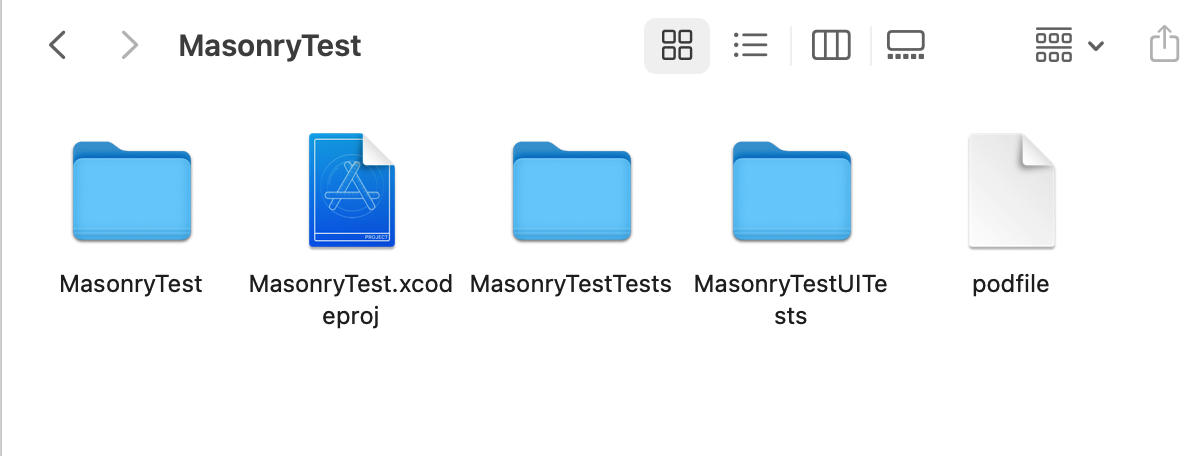 MasonryTest
PROJECT
MasonryTest
MasonryTest.xcod
eproj
MasonryTestTests
MasonryTestUITe
sts
podfile